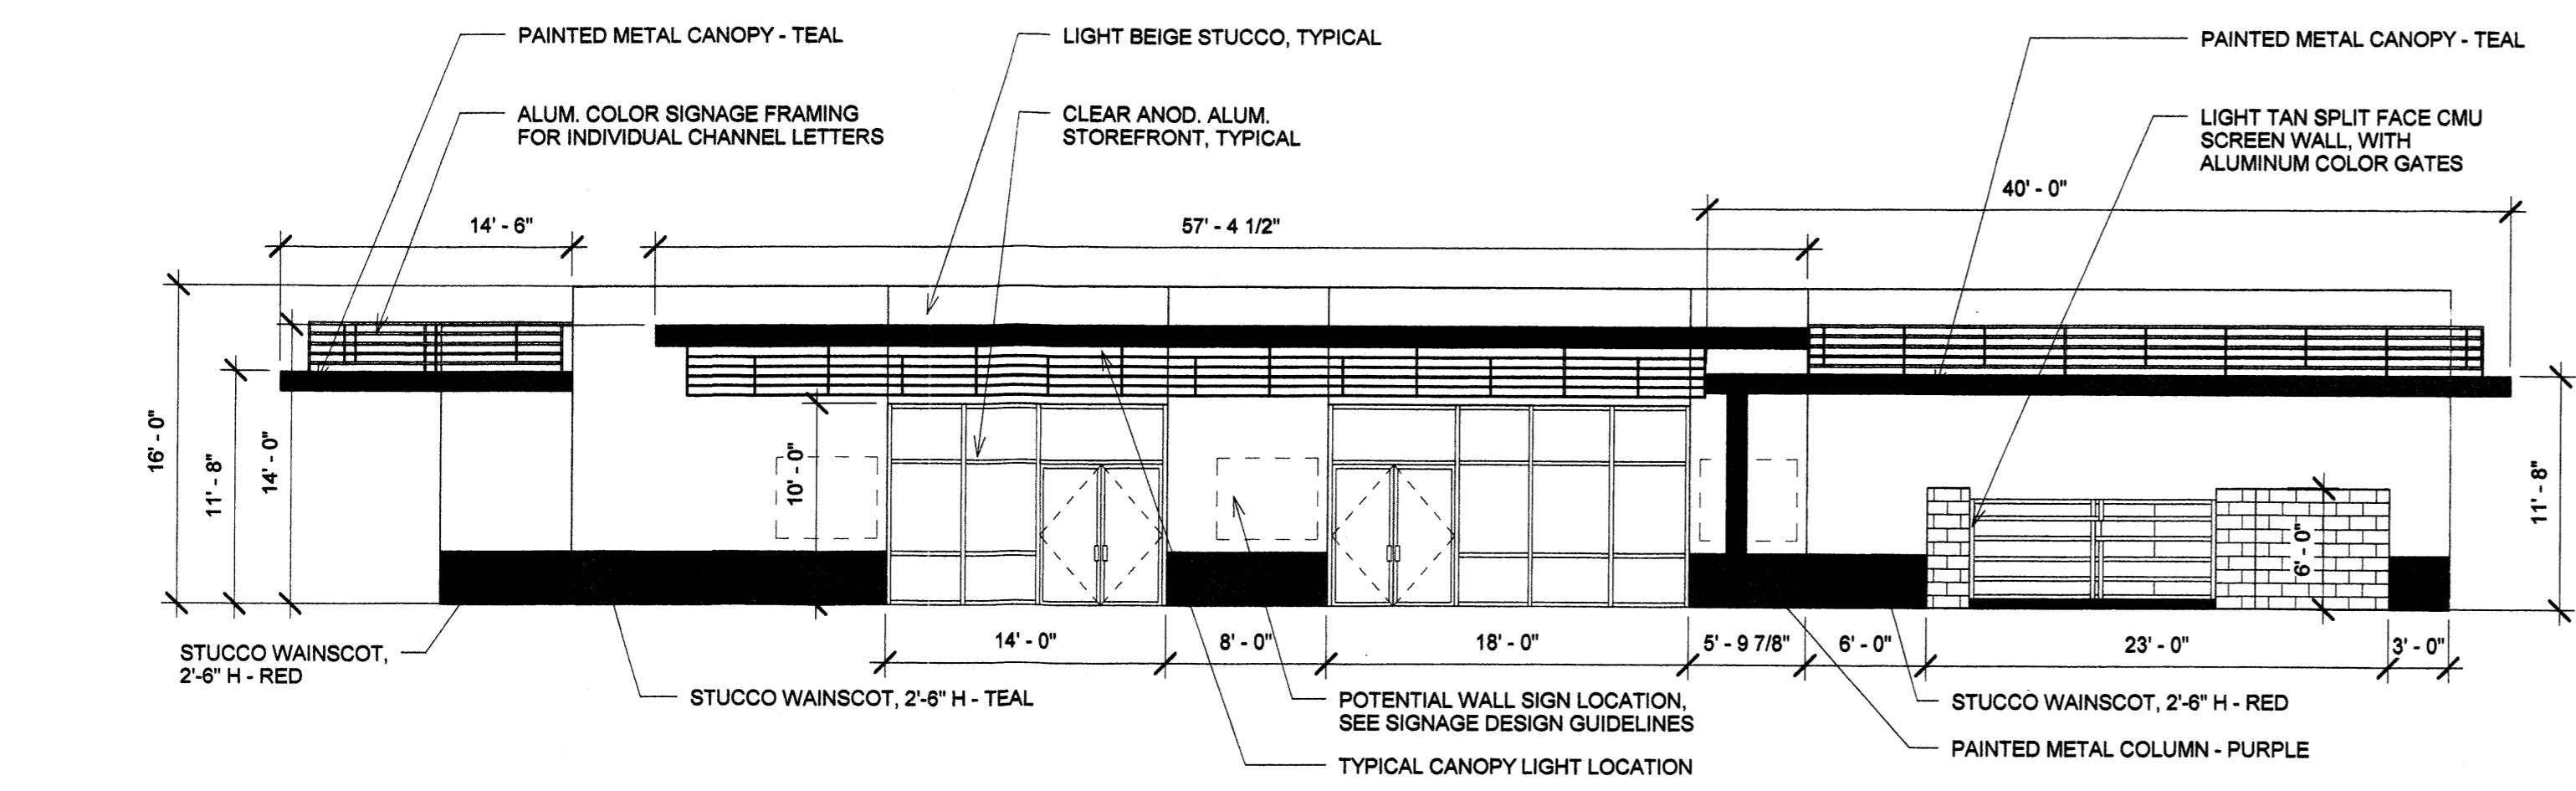 PAINTED METAL CANOPY - TEAL
LIGHT BEIGE STUCCO, TYPICAL
PAINTED METAL CANOPY - TEAL
ALUM. COLOR SIGNAGE FRAMING
FOR INDIVIDUAL CHANNEL LETTERS
CLEAR ANOD. ALUM.
STOREFRONT, TYPICAL
LIGHT TAN SPLIT FACE CMU
SCREEN WALL, WITH
ALUMINUM COLOR GATES
40' - 0"
14' - 6"
57' - 4 1/2"
16' - 0"
11' - 8"
14' - 0"
10' - 0"
6' - 0"
11' - 8"
14' - 0"
8' - 0"
18' - 0"
5' - 9 7/8"
6' - 0"
23' - 0"
3' - 0"
STUCCO WAINSCOT,
2'-6" H - RED
STUCCO WAINSCOT, 2'-6" H - TEAL
POTENTIAL WALL SIGN LOCATION,
SEE SIGNAGE DESIGN GUIDELINES
TYPICAL CANOPY LIGHT LOCATION
STUCCO WAINSCOT, 2'-6" H - RED
PAINTED METAL COLUMN - PURPLE